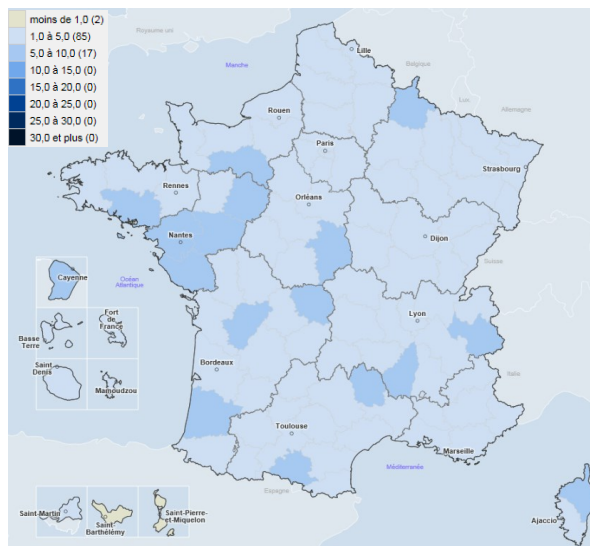 moins de 1,0 (2)
1,0 à 5,0 (85)
5,0 à 10,0 (17)
10,0 à 15,0 (0)
15,0 à 20,0 (0)
20,0 à 25,0 (0)
25,0 à 30,0 (0)
30,0 et plus (0)
Royaume uni
Lille
Manche
Belgique
Luc
Allemagne
Rouen
Paris
Strasbourg
Rennes
Orléans
Nantes
Dijon
Suisse
Cayenne
Océan
Atlantique
Fort
de
France
Basse
Terre
Lyon
Saint
Denis
Mamoudzou
Bordeaux
Italie
Toulouse
Marseille
Méditerranée
Espagne
Saint-Martin
Saint-
Barthélémy
Saint-Pierre
-et-Miquelon
Ajaccio